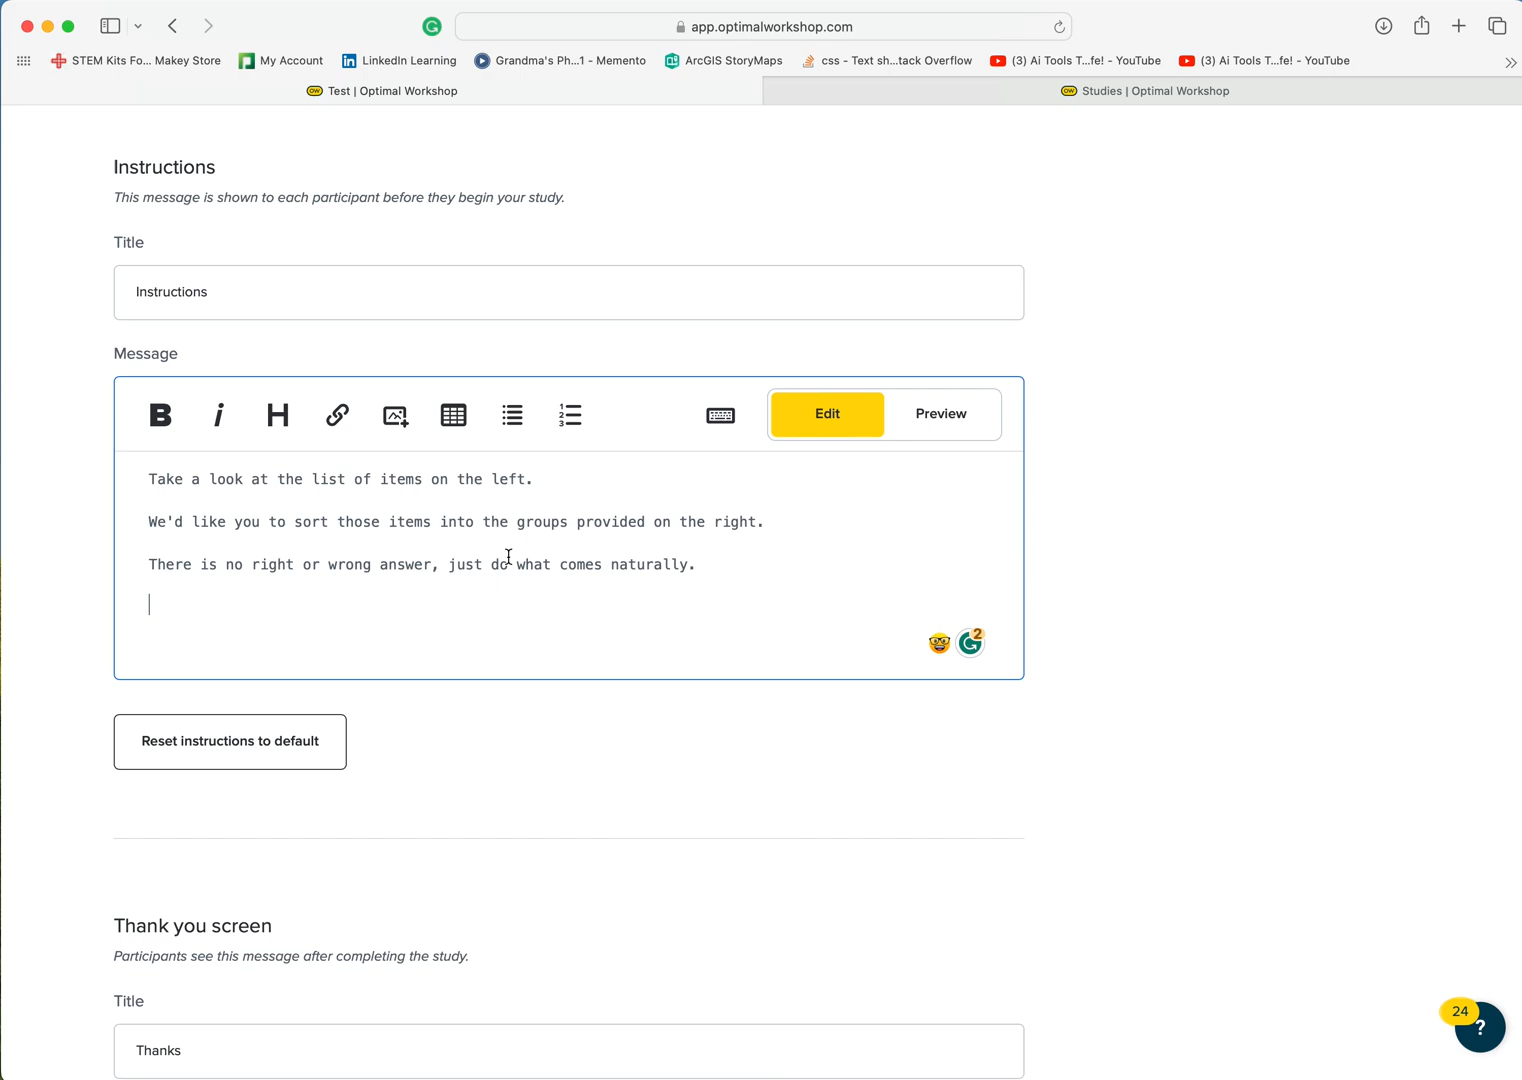 app.optimalworkshop.com
STEM Kits Fo... Makey Store
My Account
LinkedIn Learning
Grandma's Ph...1 - Memento
ArcGIS StoryMaps
css - Text sh...tack Overflow
(3) Ai Tools T...fe! - YouTube
(3) Ai Tools T...fe! - YouTube
OW Test | Optimal Workshop
OW Studies | Optimal Workshop
Instructions
This message is shown to each participant before they begin your study.
Title
Instructions
Message
B i H
Edit
Preview
Take a look at the list of items on the left.
We'd like you to sort those items into the groups provided on the right.
There is no right or wrong answer, just do what comes naturally.
2
Reset instructions to default
Thank you screen
Participants see this message after completing the study.
Title
Thanks
24
?